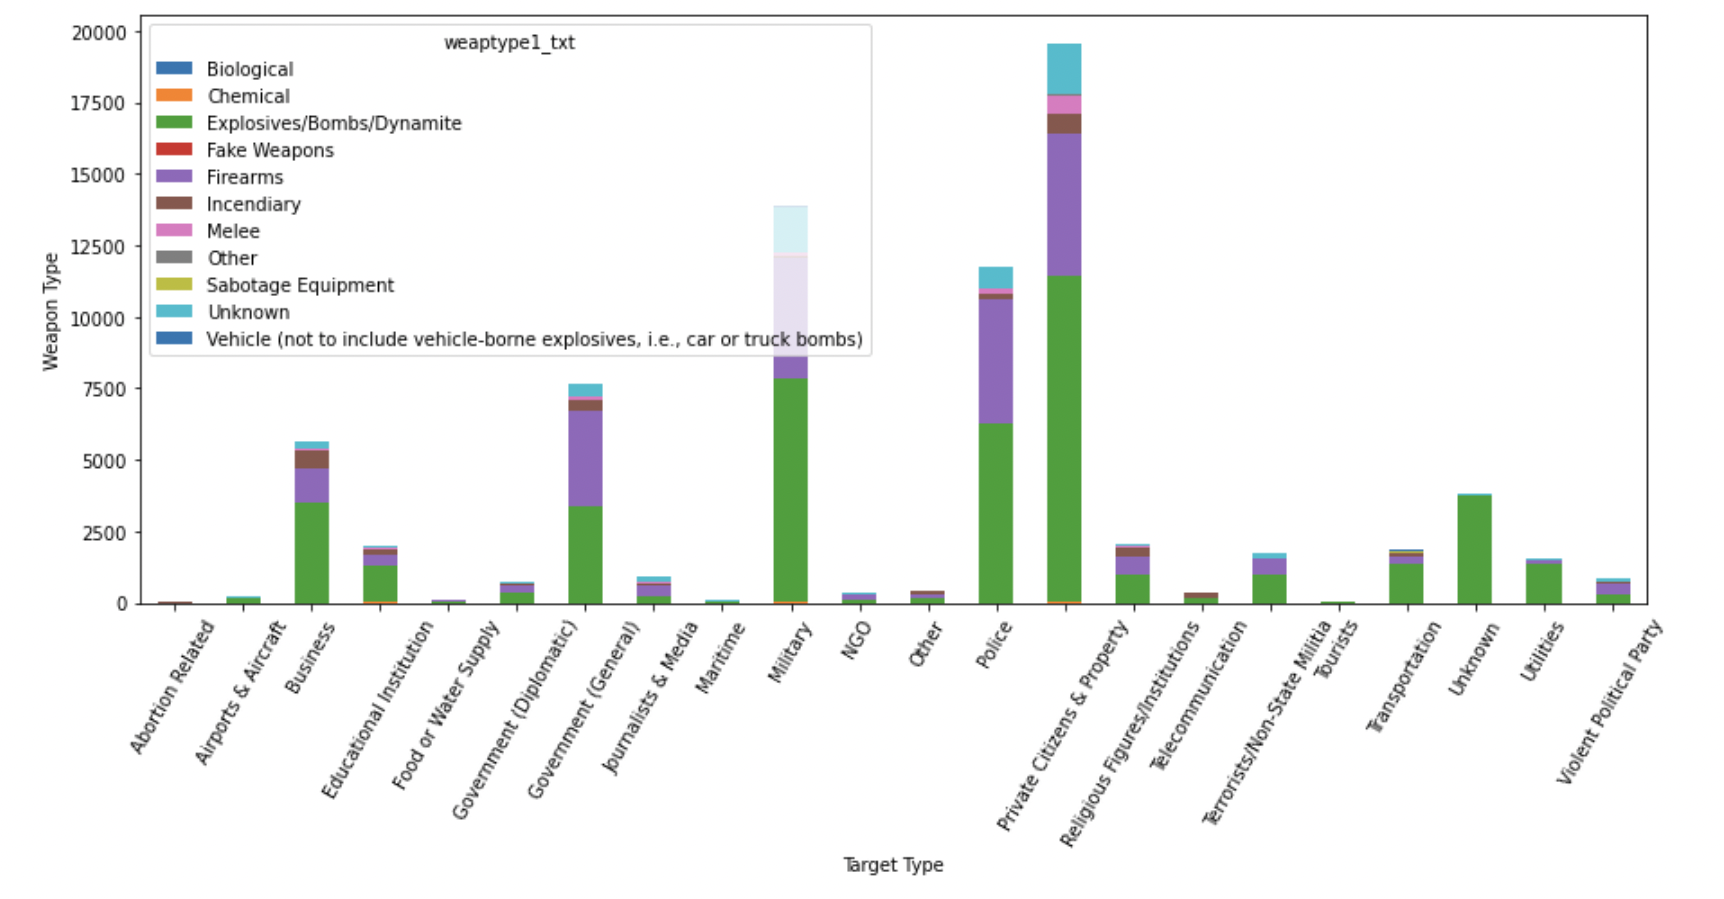 20000
17500
15000
12500
10000
7500
5000
2500
0
Weapon Type
weaptype1_txt
Biological
Chemical
Explosives/Bombs/Dynamite
Fake Weapons
Firearms
Incendiary
Melee
Other
Sabotage Equipment
Unknown
Vehicle (not to include vehicle-borne explosives, i.e., car or truck bombs)
Abortion Related
Airports & Aircraft
Business
Educational Institution
Food or Water Supply
Government (Diplomatic)
Government (General)
Journalists & Media
Maritime
Military
NGO
Other
Police
Private Citizens & Property
Religious Figures/Institutions
Telecommunication
Terrorists/Non-State Militia
Tourists
Transportation
Unknown
Utilities
Violent Political Party
Target Type